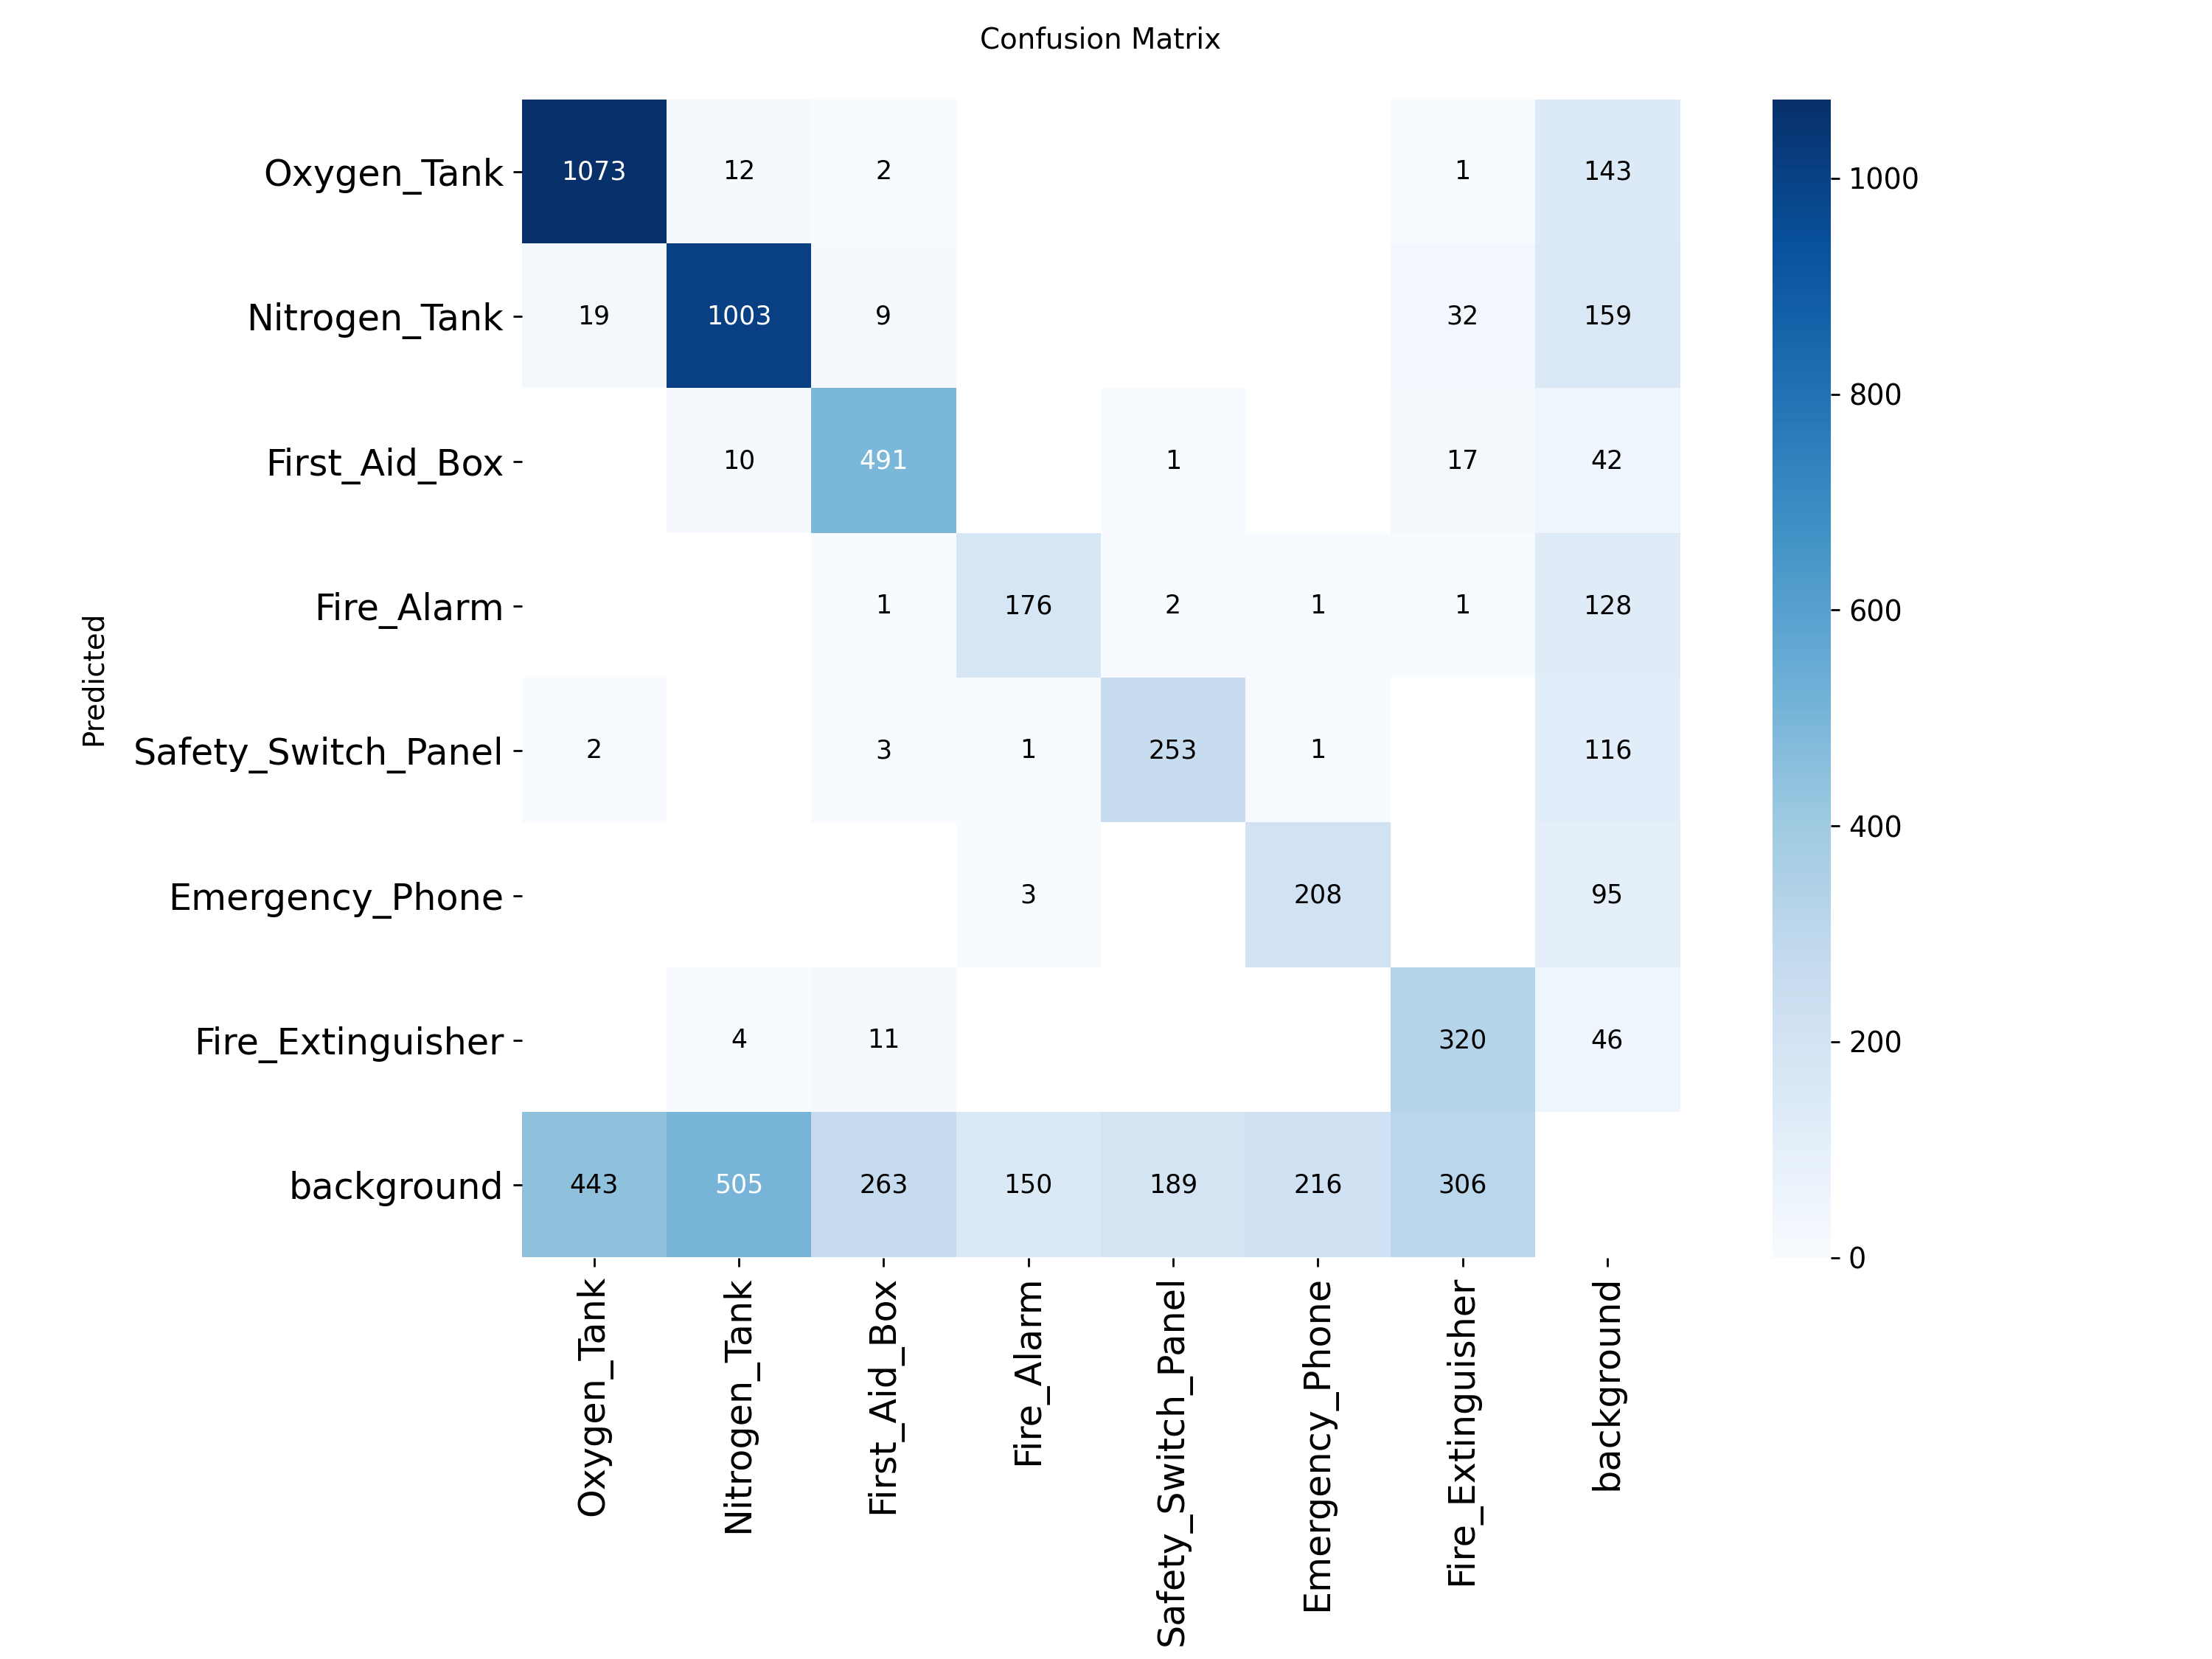 Confusion Matrix
Predicted
Oxygen_Tank 1073 12 2 1 143
Nitrogen_Tank 19 1003 9 32 159
First_Aid_Box 10 491 1 17 42
Fire_Alarm 1 176 2 1 1 128
Safety_Switch_Panel 2 3 1 253 1 116
Emergency_Phone 3 208 95
Fire_Extinguisher 4 11 320 46
background 443 505 263 150 189 216 306
Oxygen_Tank
Nitrogen_Tank
First_Aid_Box
Fire_Alarm
Safety_Switch_Panel
Emergency_Phone
Fire_Extinguisher
background
1000
800
600
400
200
0